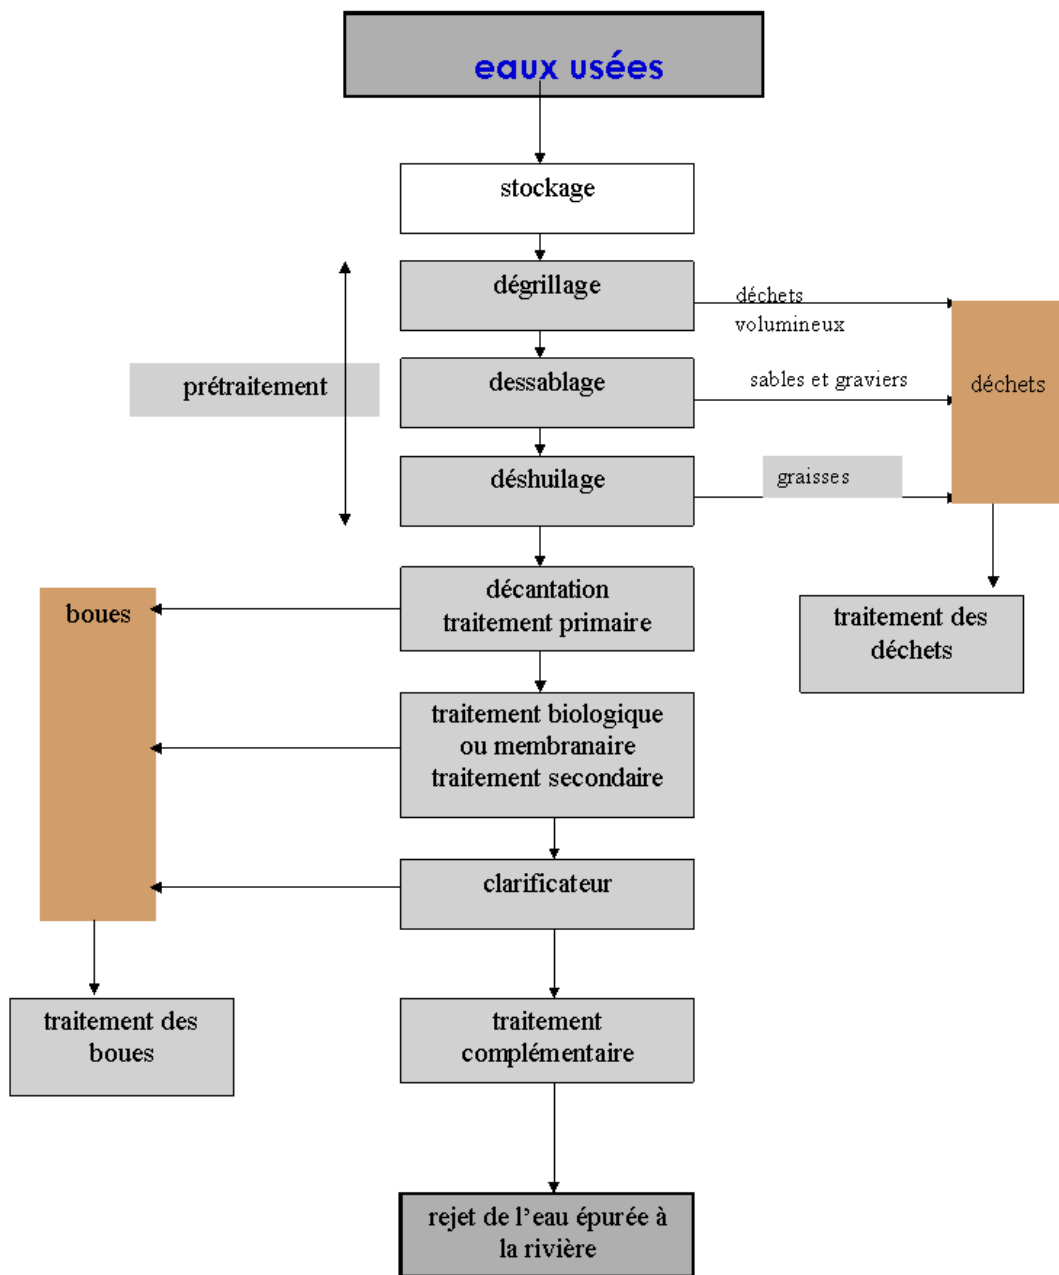 eaux usées
stockage
dégrillage
déchets
volumineux
prétraitement
dessablage
sables et graviers
déchets
déshuilage
graisses
boues
décantation
traitement primaire
traitement des
déchets
traitement biologique
ou membranaire
traitement secondaire
clarificateur
traitement des
boues
traitement
complémentaire
rejet de l’eau épurée à
la rivière